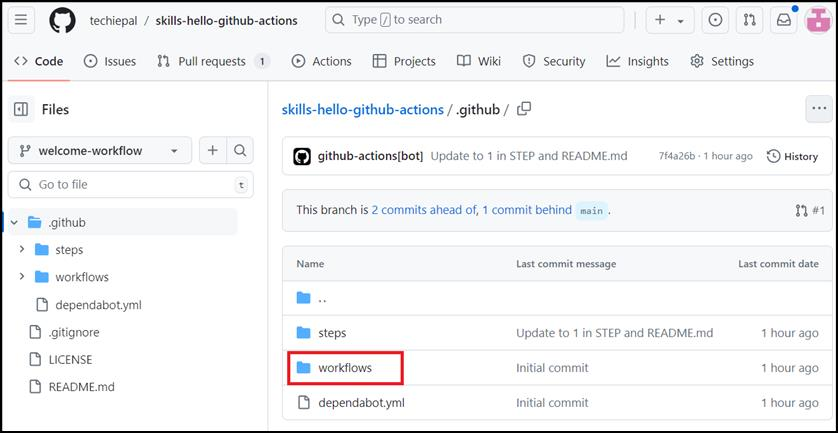 techiepal / skills-hello-github-actions
Type / to search
Code Issues Pull requests 1 Actions Projects Wiki Security Insights Settings
Files
welcome-workflow
Go to file t
.github
steps
workflows
dependabot.yml
.gitignore
LICENSE
README.md
skills-hello-github-actions / .github /
github-actions[bot] Update to 1 in STEP and README.md 7f4a26b · 1 hour ago History
This branch is 2 commits ahead of, 1 commit behind main . #1
Name Last commit message Last commit date
..
steps Update to 1 in STEP and README.md 1 hour ago
workflows Initial commit 1 hour ago
dependabot.yml Initial commit 1 hour ago